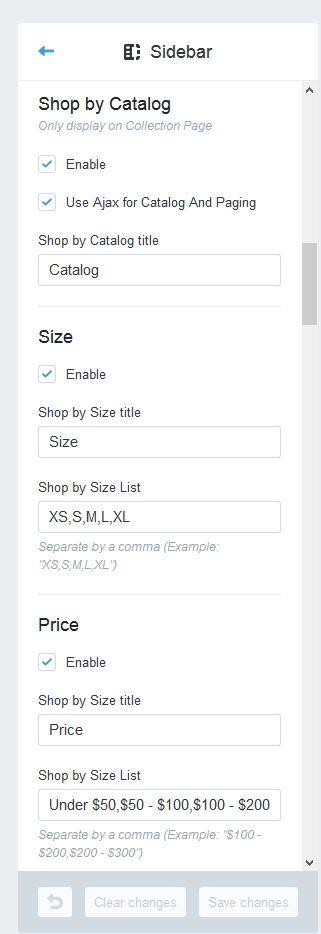 Sidebar
Shop by Catalog
Only display on Collection Page
Enable
Use Ajax for Catalog And Paging
Shop by Catalog title
Catalog
Size
Enable
Shop by Size title
Size
Shop by Size List
XS,S,M,L,XL
Separate by a comma (Example:
"XS,S,M,L,XL")
Price
Enable
Shop by Size title
Price
Shop by Size List
Under $50,$50 - $100,$100 - $200
Separate by a comma (Example: "$100 -
$200,$200 - $300")
Clear changes
Save changes